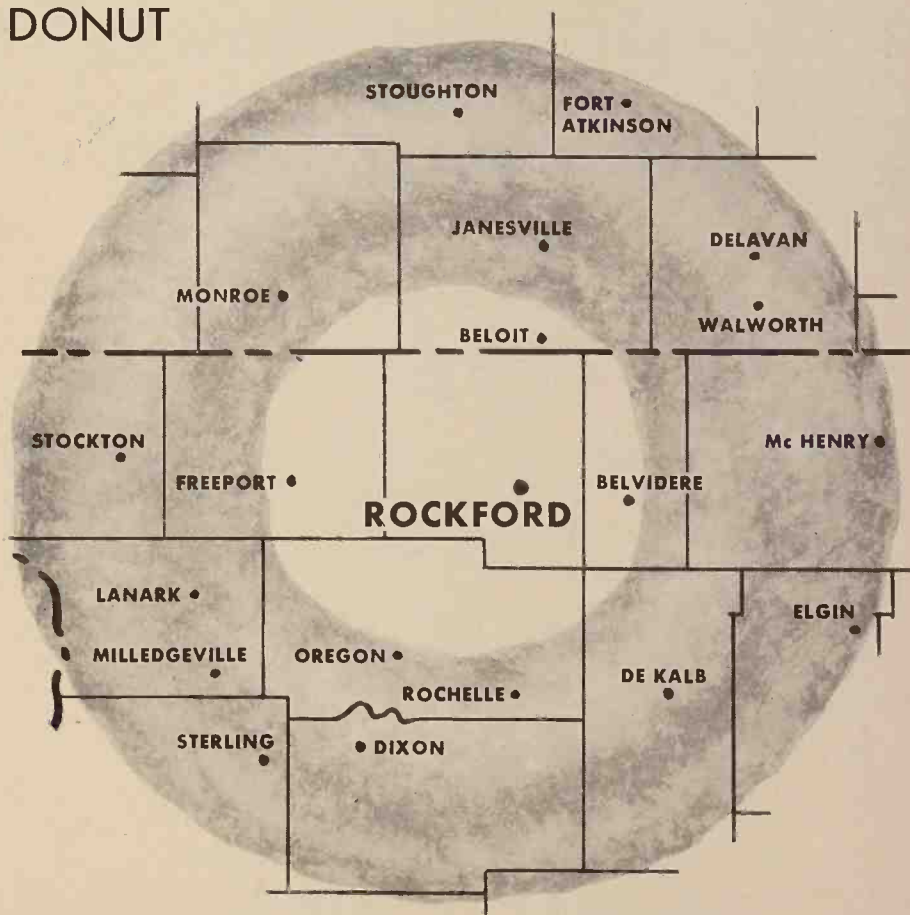 DONUT
STOUGHTON
FORT
ATKINSON
JANESVILLE
DELAVAN
MONROE
WALWORTH
BELOIT
STOCKTON
Mc HENRY
FREEPORT
BELVIDERE
ROCKFORD
LANARK
ELGIN
MILLEDGEVILLE
OREGON
DE KALB
ROCHELLE
STERLING
DIXON